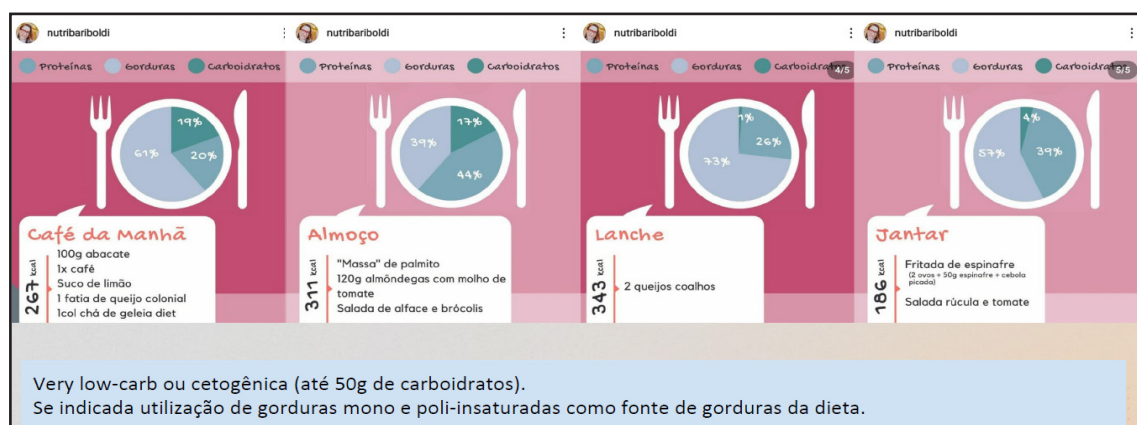 nutribariboldi
Proteínas Gorduras Carboidratos
19%
61%
20%
Café da Manhã
267 kcal
100g abacate
1x café
Suco de limão
1 fatia de queijo colonial
1col chá de geleia diet
nutribariboldi
Proteínas Gorduras Carboidratos
17%
39%
44%
Almoço
311 kcal
"Massa" de palmito
120g almôndegas com molho de
tomate
Salada de alface e brócolis
nutribariboldi
Proteínas Gorduras Carboidratos
4/5
1%
26%
73%
Lanche
343 kcal
2 queijos coalhos
nutribariboldi
Proteínas Gorduras Carboidratos
5/5
4%
57%
39%
Jantar
186 kcal
Fritada de espinafre
(2 ovos + 50g espinafre + cebola
picada)
Salada rúcula e tomate
Very low-carb ou cetogênica (até 50g de carboidratos).
Se indicada utilização de gorduras mono e poli-insaturadas como fonte de gorduras da dieta.